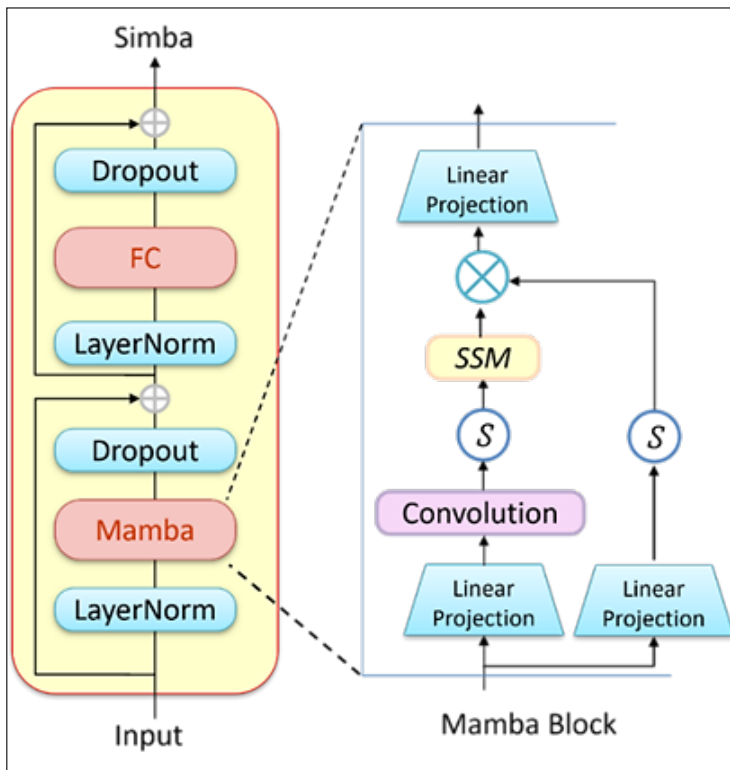 Simba
Dropout
FC
LayerNorm
Dropout
Mamba
LayerNorm
Input
Linear
Projection
SSM
S
S
Convolution
Linear
Projection
Linear
Projection
Mamba Block